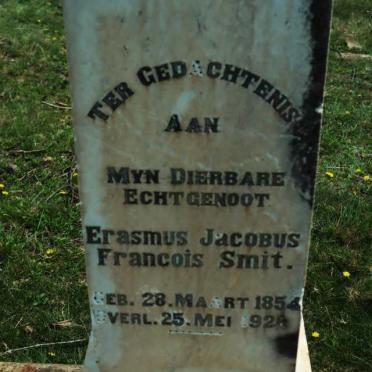 TER GEDACHTENIS
AAN
MYN DIERBARE
ECHTGENOOT
ERASMUS JACOBUS
FRANCOIS SMIT.
GEB. 28. MAART 1854
OVERL. 25. MEI 1928